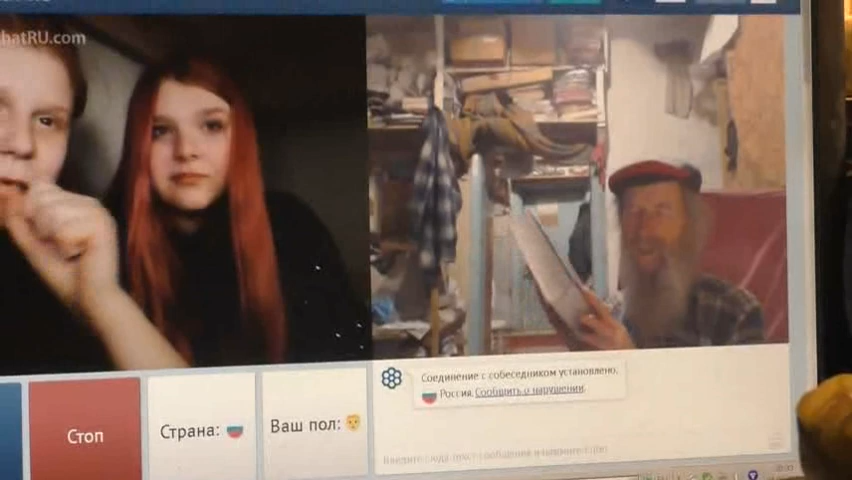 hatRU.com
Соединение с собеседником установлено.
Россия. Сообщить о нарушении.
Стоп
Страна:
Ваш пол: